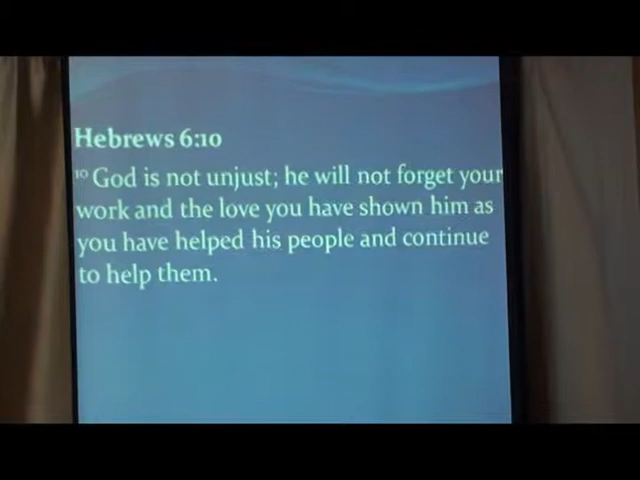 Hebrews 6:10
10 God is not unjust; he will not forget your
work and the love you have shown him as
you have helped his people and continue
to help them.